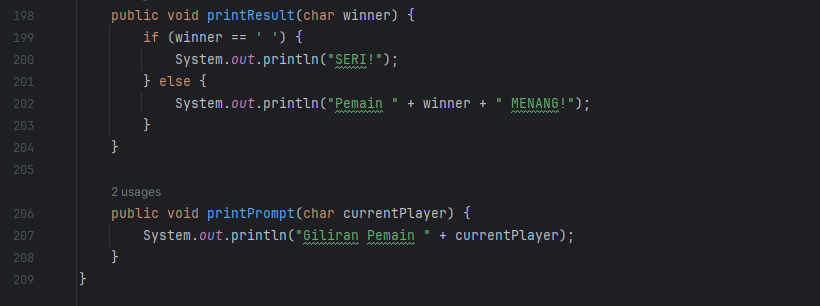 198 public void printResult(char winner) {
199 if (winner == ' ') {
200 System.out.println("SERI!");
201 } else {
202 System.out.println("Pemain " + winner + " MENANG!");
203 }
204 }
205
2 usages
206 public void printPrompt(char currentPlayer) {
207 System.out.println("Giliran Pemain " + currentPlayer);
208 }
209 }